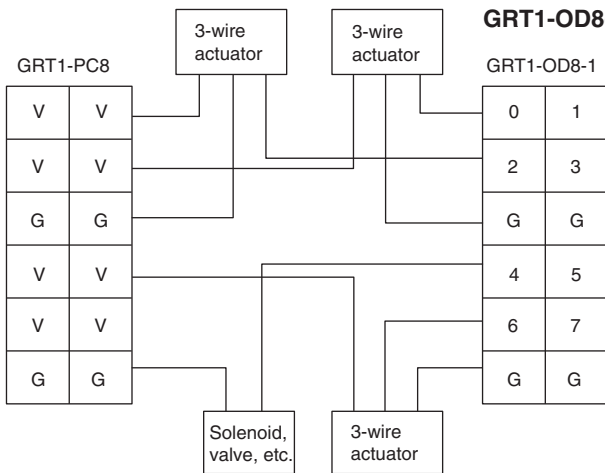 GRT1-OD8
3-wire
actuator
3-wire
actuator
GRT1-PC8
GRT1-OD8-1
V V
V V
G G
V V
V V
G G
0 1
2 3
G G
4 5
6 7
G G
Solenoid,
valve, etc.
3-wire
actuator